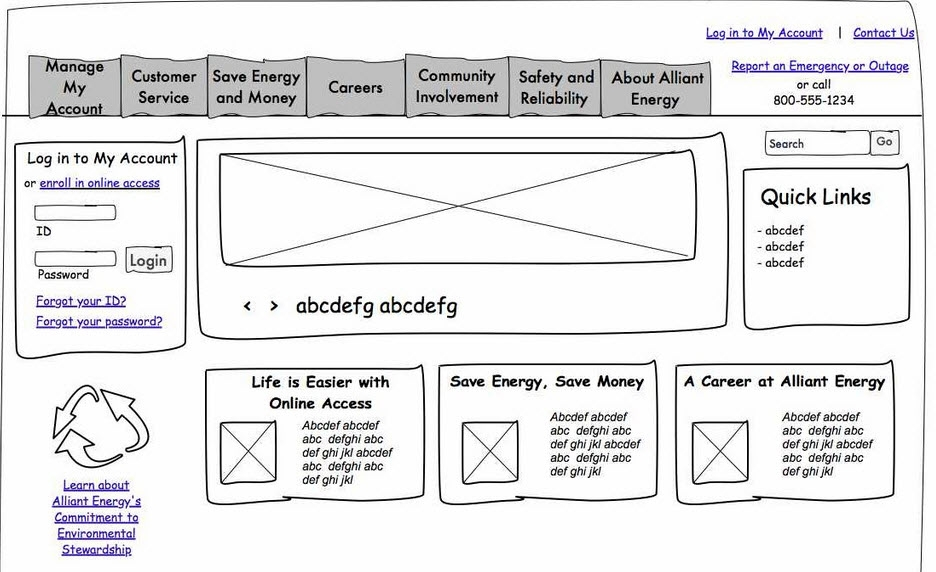 Log in to My Account | Contact Us
Report an Emergency or Outage
or call
800-555-1234
Manage
My
Account
Customer
Service
Save Energy
and Money
Careers
Community
Involvement
Safety and
Reliability
About Alliant
Energy
Search
Go
Log in to My Account
or enroll in online access
ID
Password
Login
Forgot your ID?
Forgot your password?
< > abcdefg abcdefg
Quick Links
- abcdef
- abcdef
- abcdef
Learn about
Alliant Energy's
Commitment to
Environmental
Stewardship
Life is Easier with
Online Access
Abcdef abcdef
abc defghi abc
def ghi jkl abcdef
abc defghi abc
def ghi jkl
Save Energy, Save Money
Abcdef abcdef
abc defghi abc
def ghi jkl abcdef
abc defghi abc
def ghi jkl
A Career at Alliant Energy
Abcdef abcdef
abc defghi abc
def ghi jkl abcdef
abc defghi abc
def ghi jkl